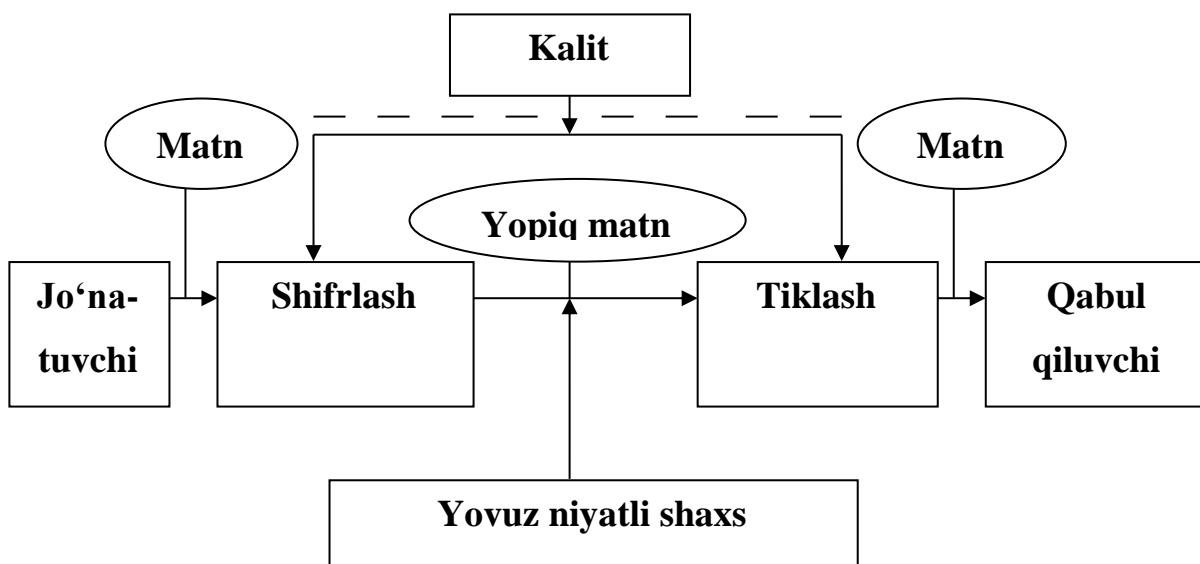 Kalit
Matn
Matn
Yopiq matn
Jo‘na-
tuvchi
Shifrlash
Tiklash
Qabul
qiluvchi
Yovuz niyatli shaxs